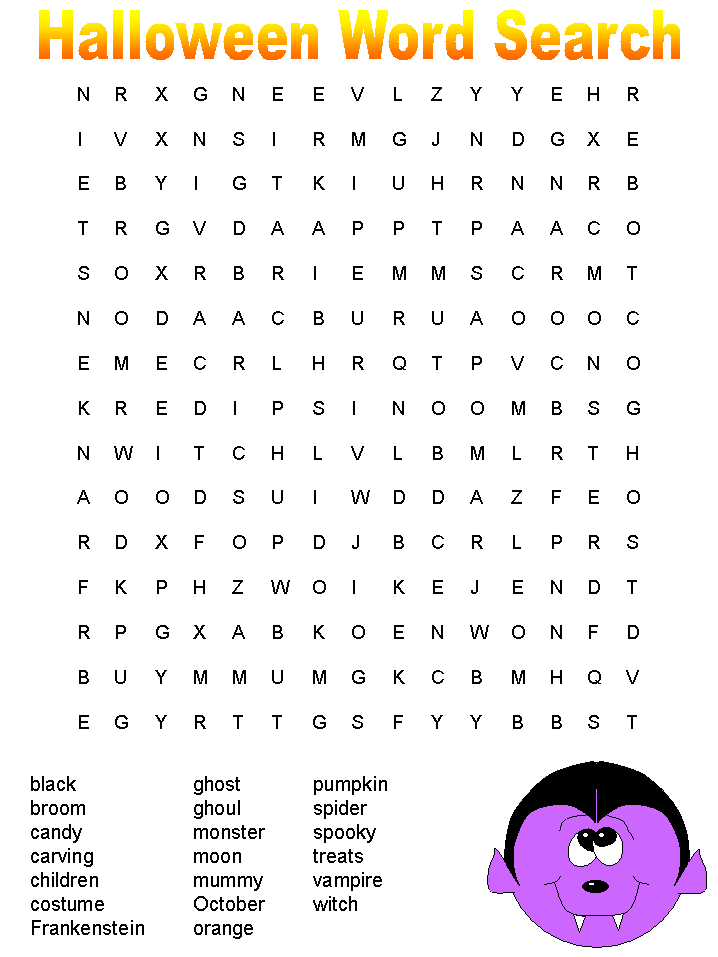 Halloween Word Search
N R X G N E E V L Z Y Y E H R
I V X N S I R M G J N D G X E
E B Y I G T K I U H R N N R B
T R G V D A A P P T P A A C O
S O X R B R I E M M S C R M T
N O D A A C B U R U A O O O C
E M E C R L H R Q T P V C N O
K R E D I P S I N O O M B S G
N W I T C H L V L B M L R T H
A O O D S U I W D D A Z F E O
R D X F O P D J B C R L P R S
F K P H Z W O I K E J E N D T
R P G X A B K O E N W O N F D
B U Y M M U M G K C B M H Q V
E G Y R T T G S F Y Y B B S T
black ghost pumpkin
broom ghoul spider
candy monster spooky
carving moon treats
children mummy vampire
costume October witch
Frankenstein orange